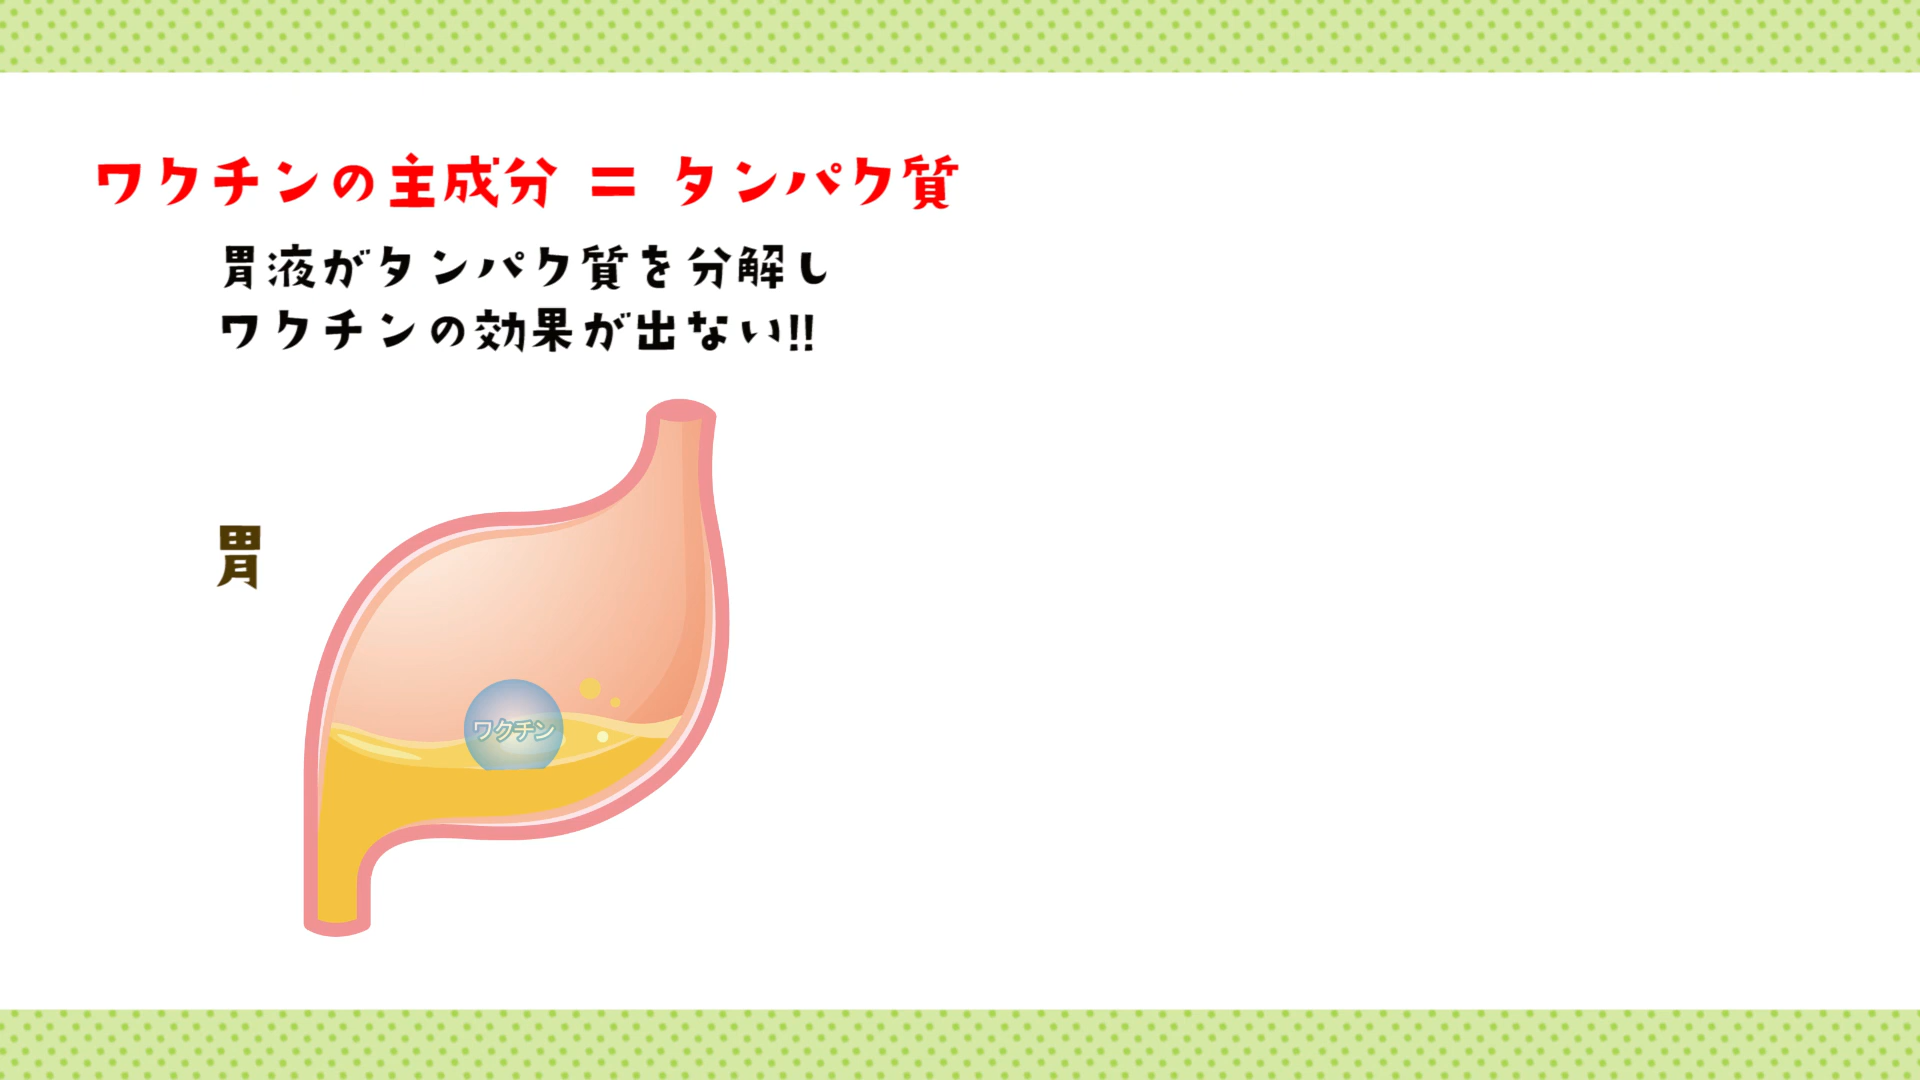 ワクチンの主成分 = タンパク質
胃液がタンパク質を分解し
ワクチンの効果が出ない!!
胃
ワクチン